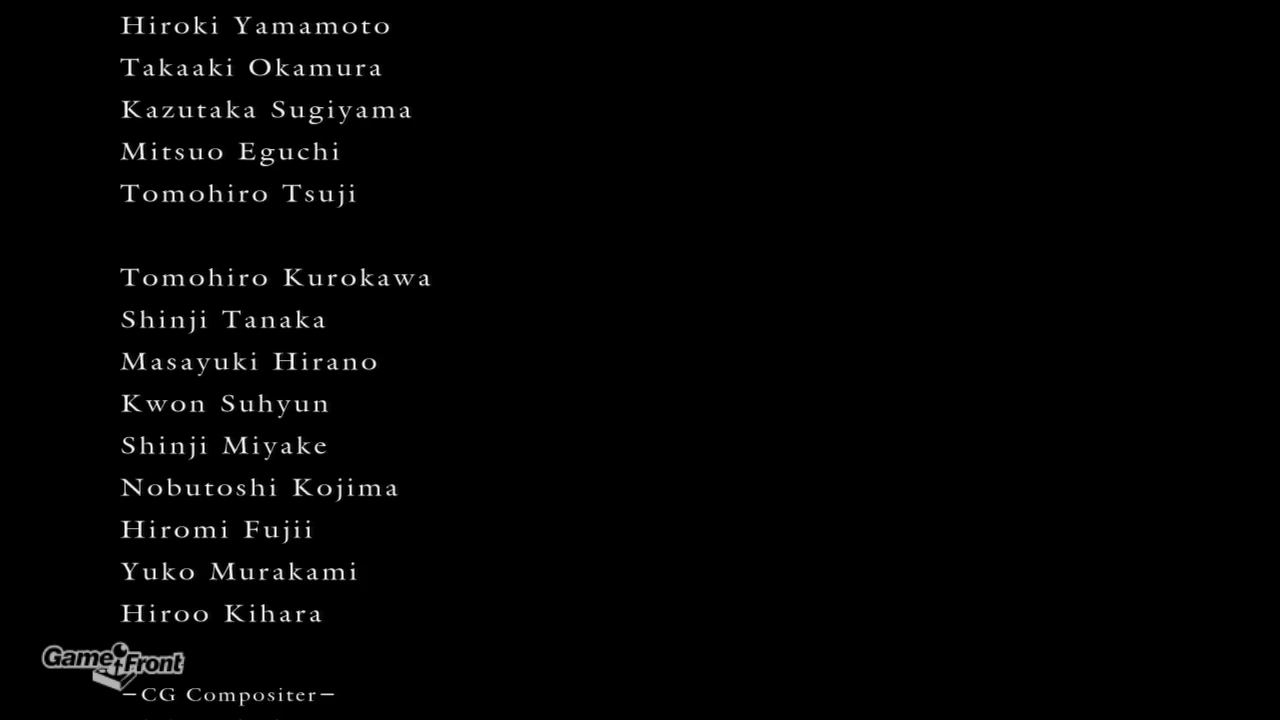 Hiroki Yamamoto
Takaaki Okamura
Kazutaka Sugiyama
Mitsuo Eguchi
Tomohiro Tsuji
Tomohiro Kurokawa
Shinji Tanaka
Masayuki Hirano
Kwon Suhyun
Shinji Miyake
Nobutoshi Kojima
Hiromi Fujii
Yuko Murakami
Hiroo Kihara
GameFront
−CG Compositer−